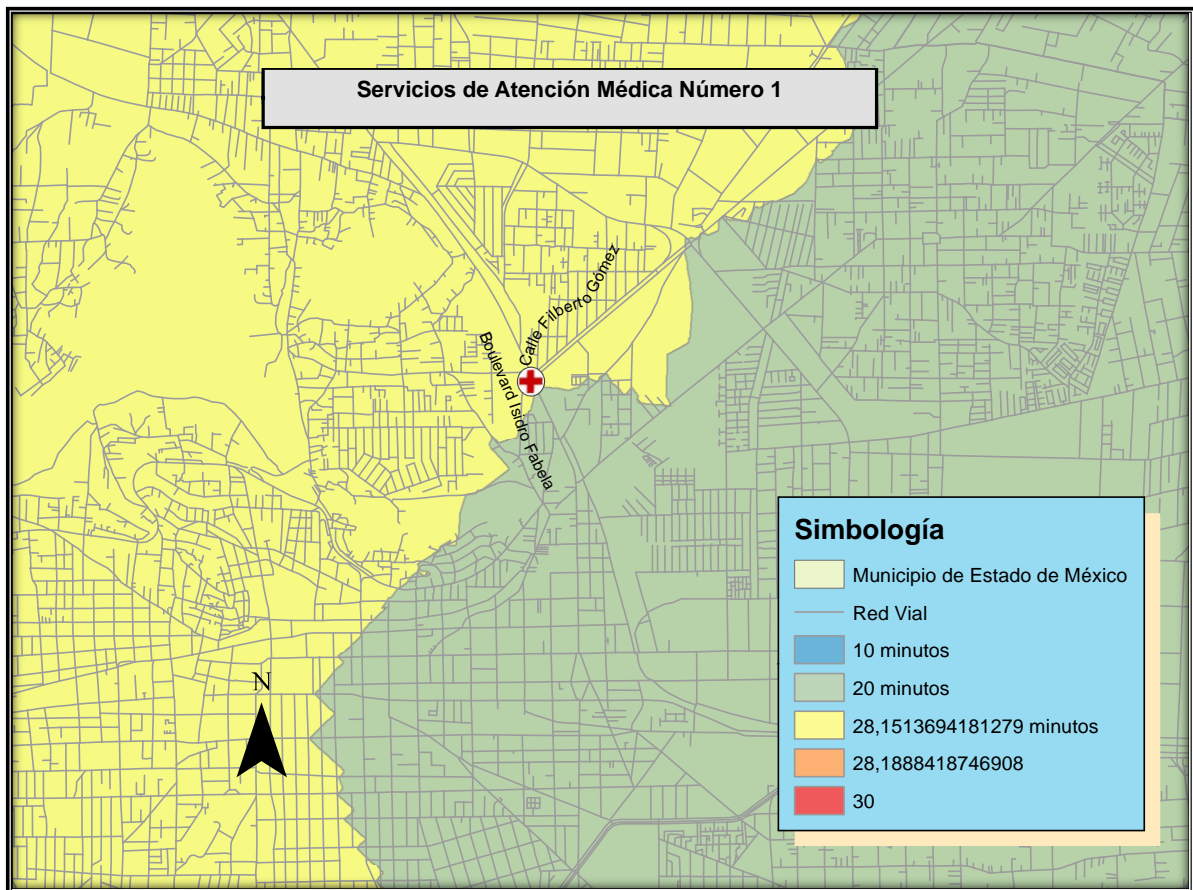 Servicios de Atención Médica Número 1
Calle Filberto Gómez
Boulevard Isidro Fabela
Simbología
Municipio de Estado de México
Red Vial
10 minutos
20 minutos
28,1513694181279 minutos
28,1888418746908
30
N